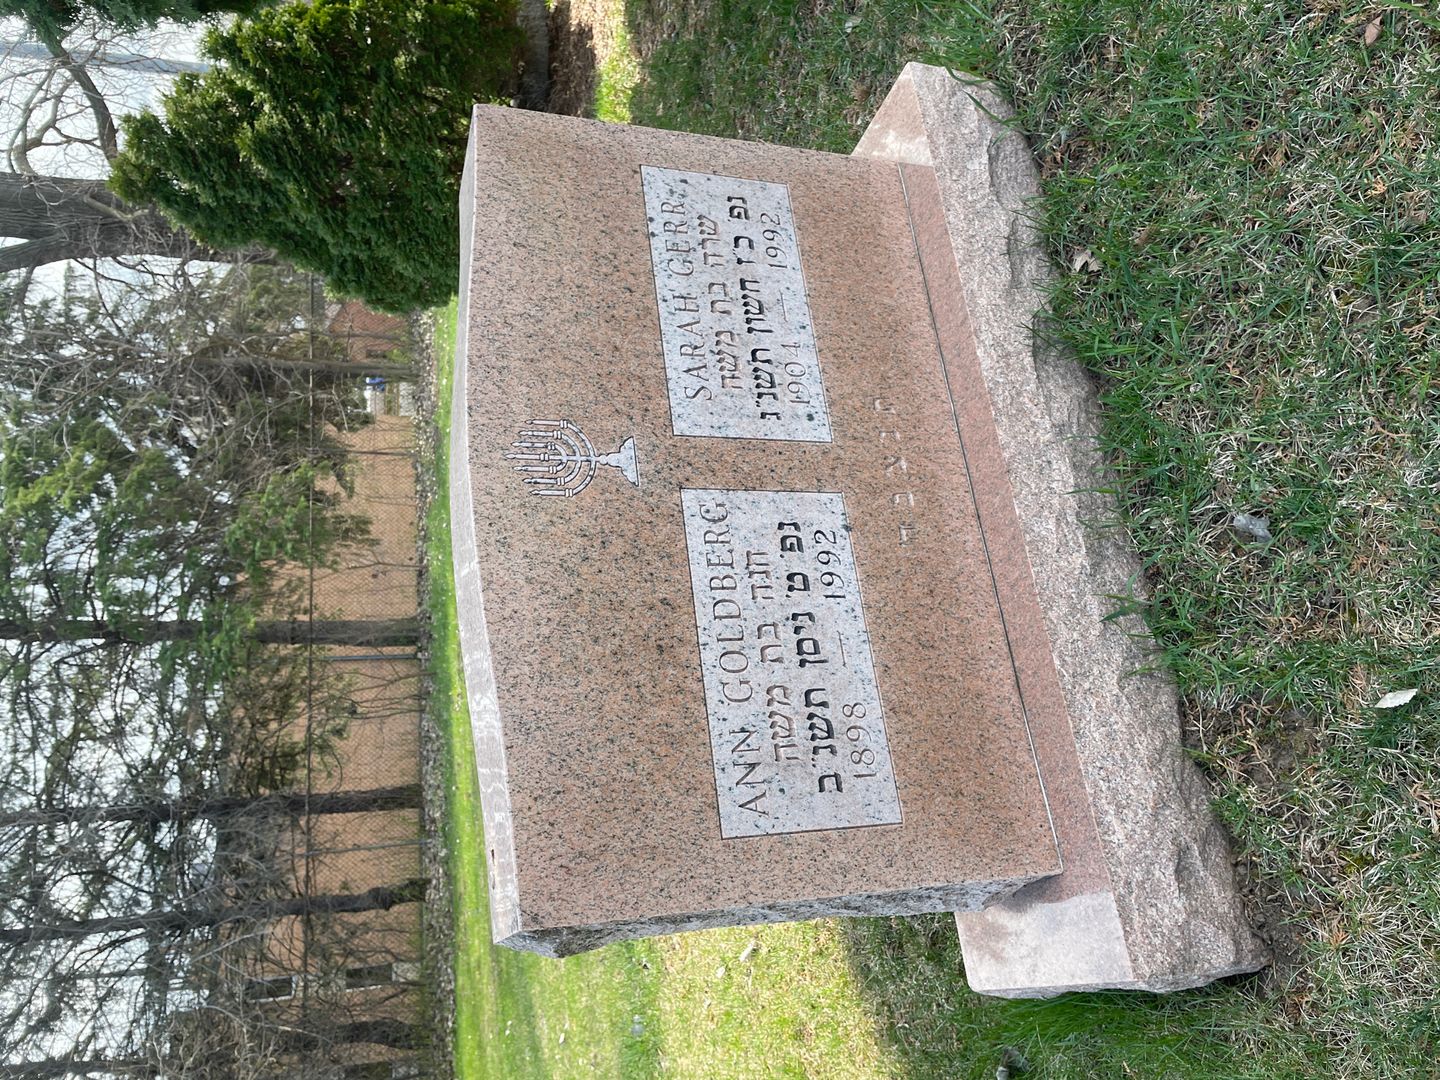 ANN GOLDBERG
חנה בת משה
נפ ט׳ ניסן תשנ״ב
1898 — 1992
SARAH GERR
שרה בת משה
נפ כז חשון תשנ״ג
1904 — 1992